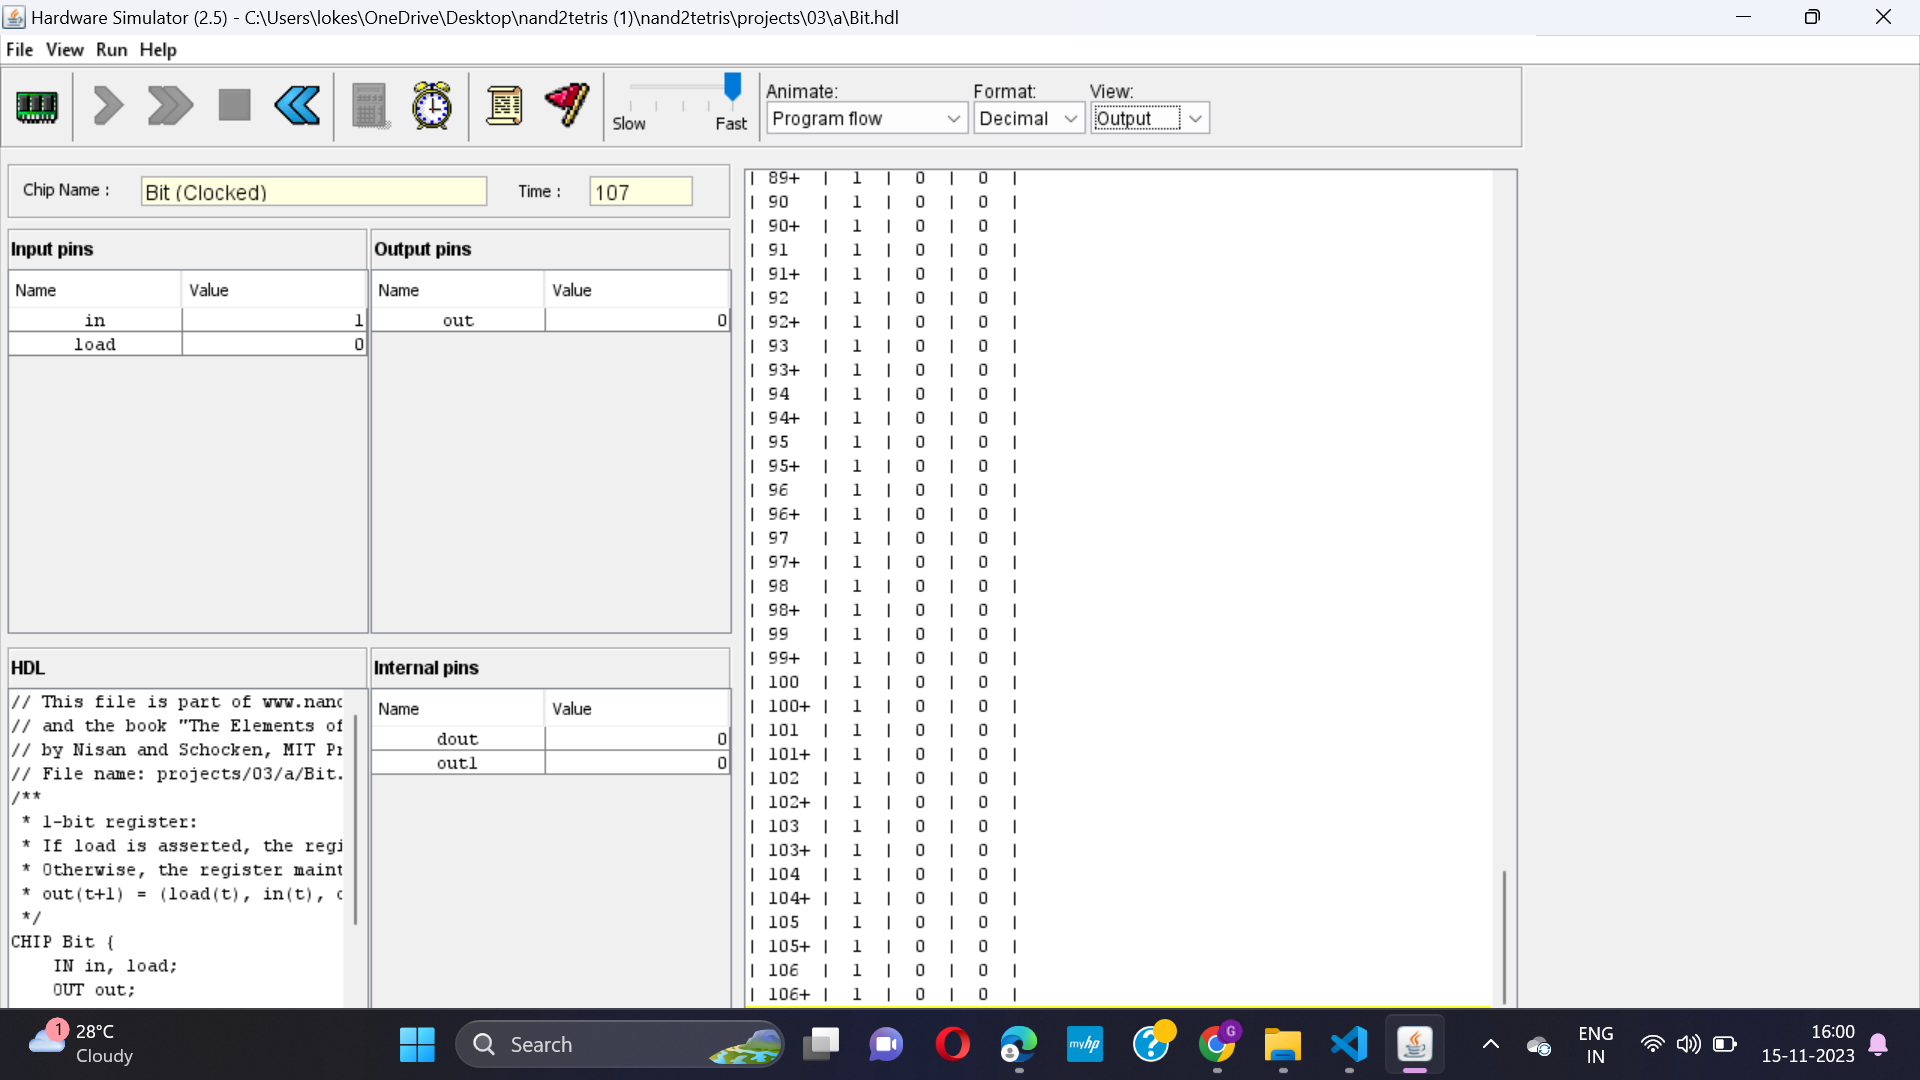 Hardware Simulator (2.5) - C:\Users\lokes\OneDrive\Desktop\nand2tetris (1)\nand2tetris\projects\03\a\Bit.hdl
File View Run Help
Slow Fast
Animate:
Program flow
Format:
Decimal
View:
Output
Chip Name : Bit (Clocked) Time : 107
Input pins
Name Value
in 1
load 0
Output pins
Name Value
out 0
HDL
// This file is part of www.nand
// and the book "The Elements of
// by Nisan and Schocken, MIT Pr
// File name: projects/03/a/Bit.
/**
* 1-bit register:
* If load is asserted, the regi
* Otherwise, the register maint
* out(t+1) = (load(t), in(t), o
*/
CHIP Bit {
IN in, load;
OUT out;
Internal pins
Name Value
dout 0
out1 0
| 89+ | 1 | 0 | 0 |
| 90 | 1 | 0 | 0 |
| 90+ | 1 | 0 | 0 |
| 91 | 1 | 0 | 0 |
| 91+ | 1 | 0 | 0 |
| 92 | 1 | 0 | 0 |
| 92+ | 1 | 0 | 0 |
| 93 | 1 | 0 | 0 |
| 93+ | 1 | 0 | 0 |
| 94 | 1 | 0 | 0 |
| 94+ | 1 | 0 | 0 |
| 95 | 1 | 0 | 0 |
| 95+ | 1 | 0 | 0 |
| 96 | 1 | 0 | 0 |
| 96+ | 1 | 0 | 0 |
| 97 | 1 | 0 | 0 |
| 97+ | 1 | 0 | 0 |
| 98 | 1 | 0 | 0 |
| 98+ | 1 | 0 | 0 |
| 99 | 1 | 0 | 0 |
| 99+ | 1 | 0 | 0 |
| 100 | 1 | 0 | 0 |
| 100+ | 1 | 0 | 0 |
| 101 | 1 | 0 | 0 |
| 101+ | 1 | 0 | 0 |
| 102 | 1 | 0 | 0 |
| 102+ | 1 | 0 | 0 |
| 103 | 1 | 0 | 0 |
| 103+ | 1 | 0 | 0 |
| 104 | 1 | 0 | 0 |
| 104+ | 1 | 0 | 0 |
| 105 | 1 | 0 | 0 |
| 105+ | 1 | 0 | 0 |
| 106 | 1 | 0 | 0 |
| 106+ | 1 | 0 | 0 |
1
28°C
Cloudy
Search
myhp
?
G
ENG
IN
16:00
15-11-2023